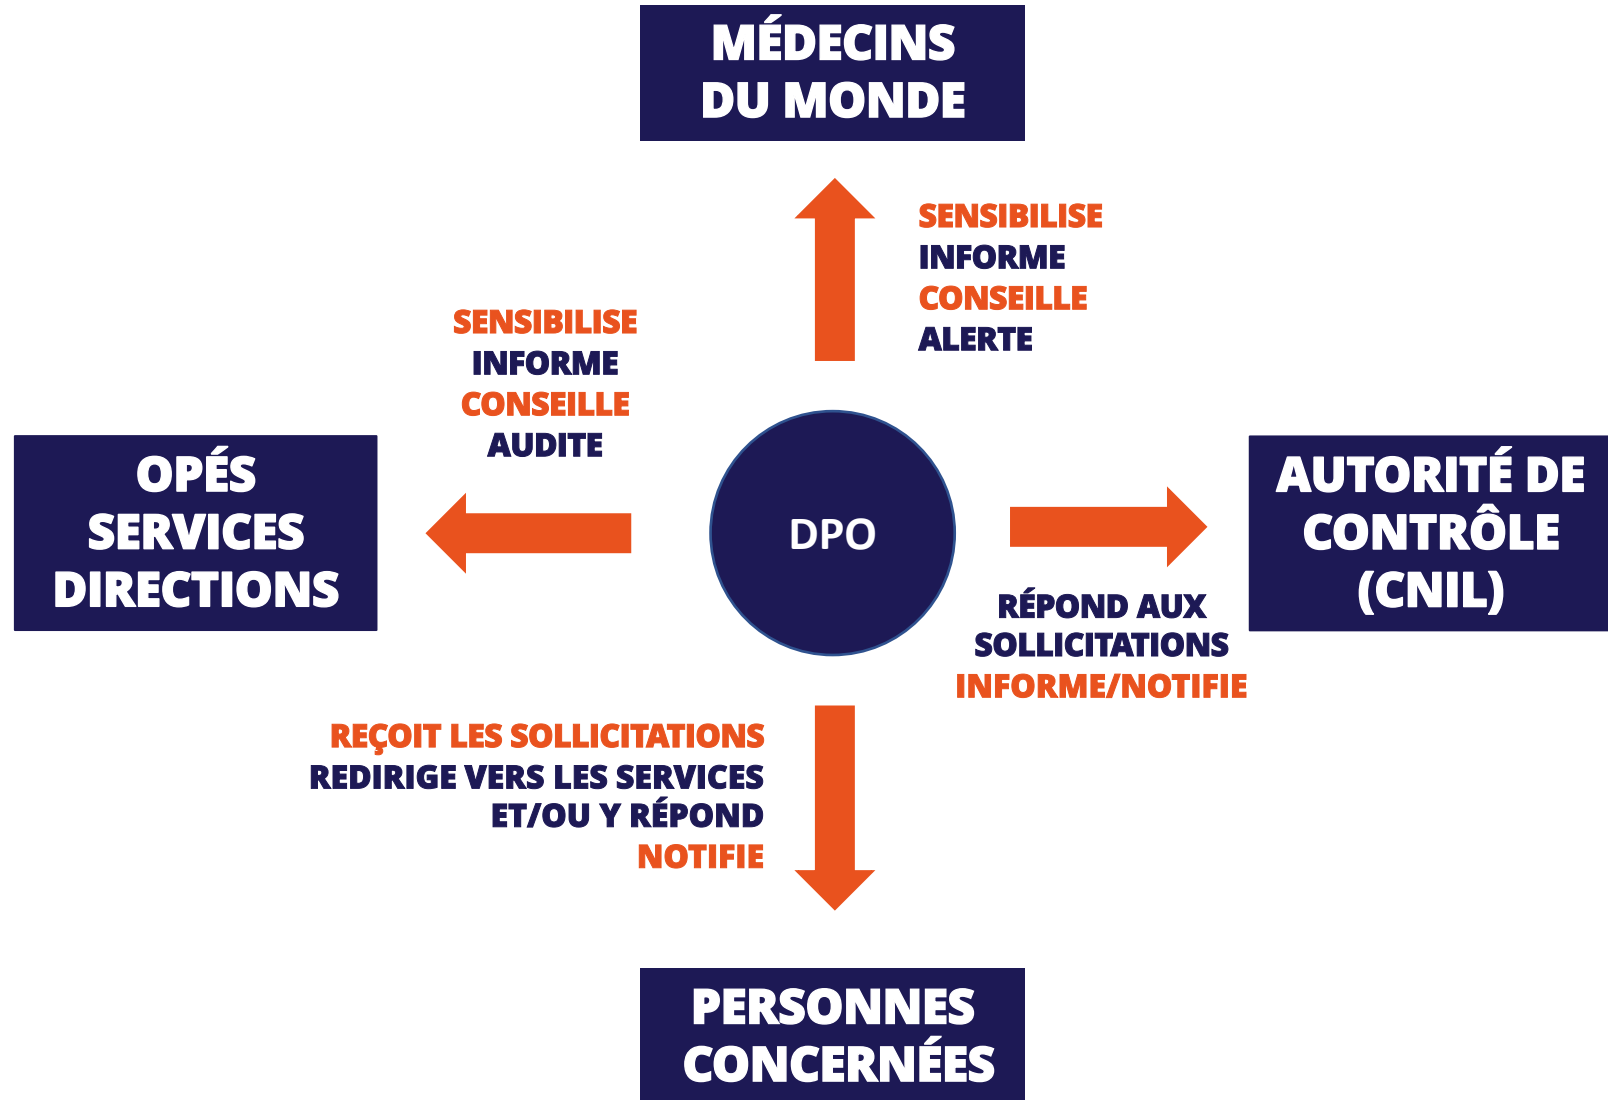 MÉDECINS
DU MONDE
SENSIBILISE
INFORME
CONSEILLE
ALERTE
SENSIBILISE
INFORME
CONSEILLE
AUDITE
OPÉS
SERVICES
DIRECTIONS
DPO
AUTORITÉ DE
CONTRÔLE
(CNIL)
RÉPOND AUX
SOLLICITATIONS
INFORME/NOTIFIE
REÇOIT LES SOLLICITATIONS
REDIRIGE VERS LES SERVICES
ET/OU Y RÉPOND
NOTIFIE
PERSONNES
CONCERNÉES